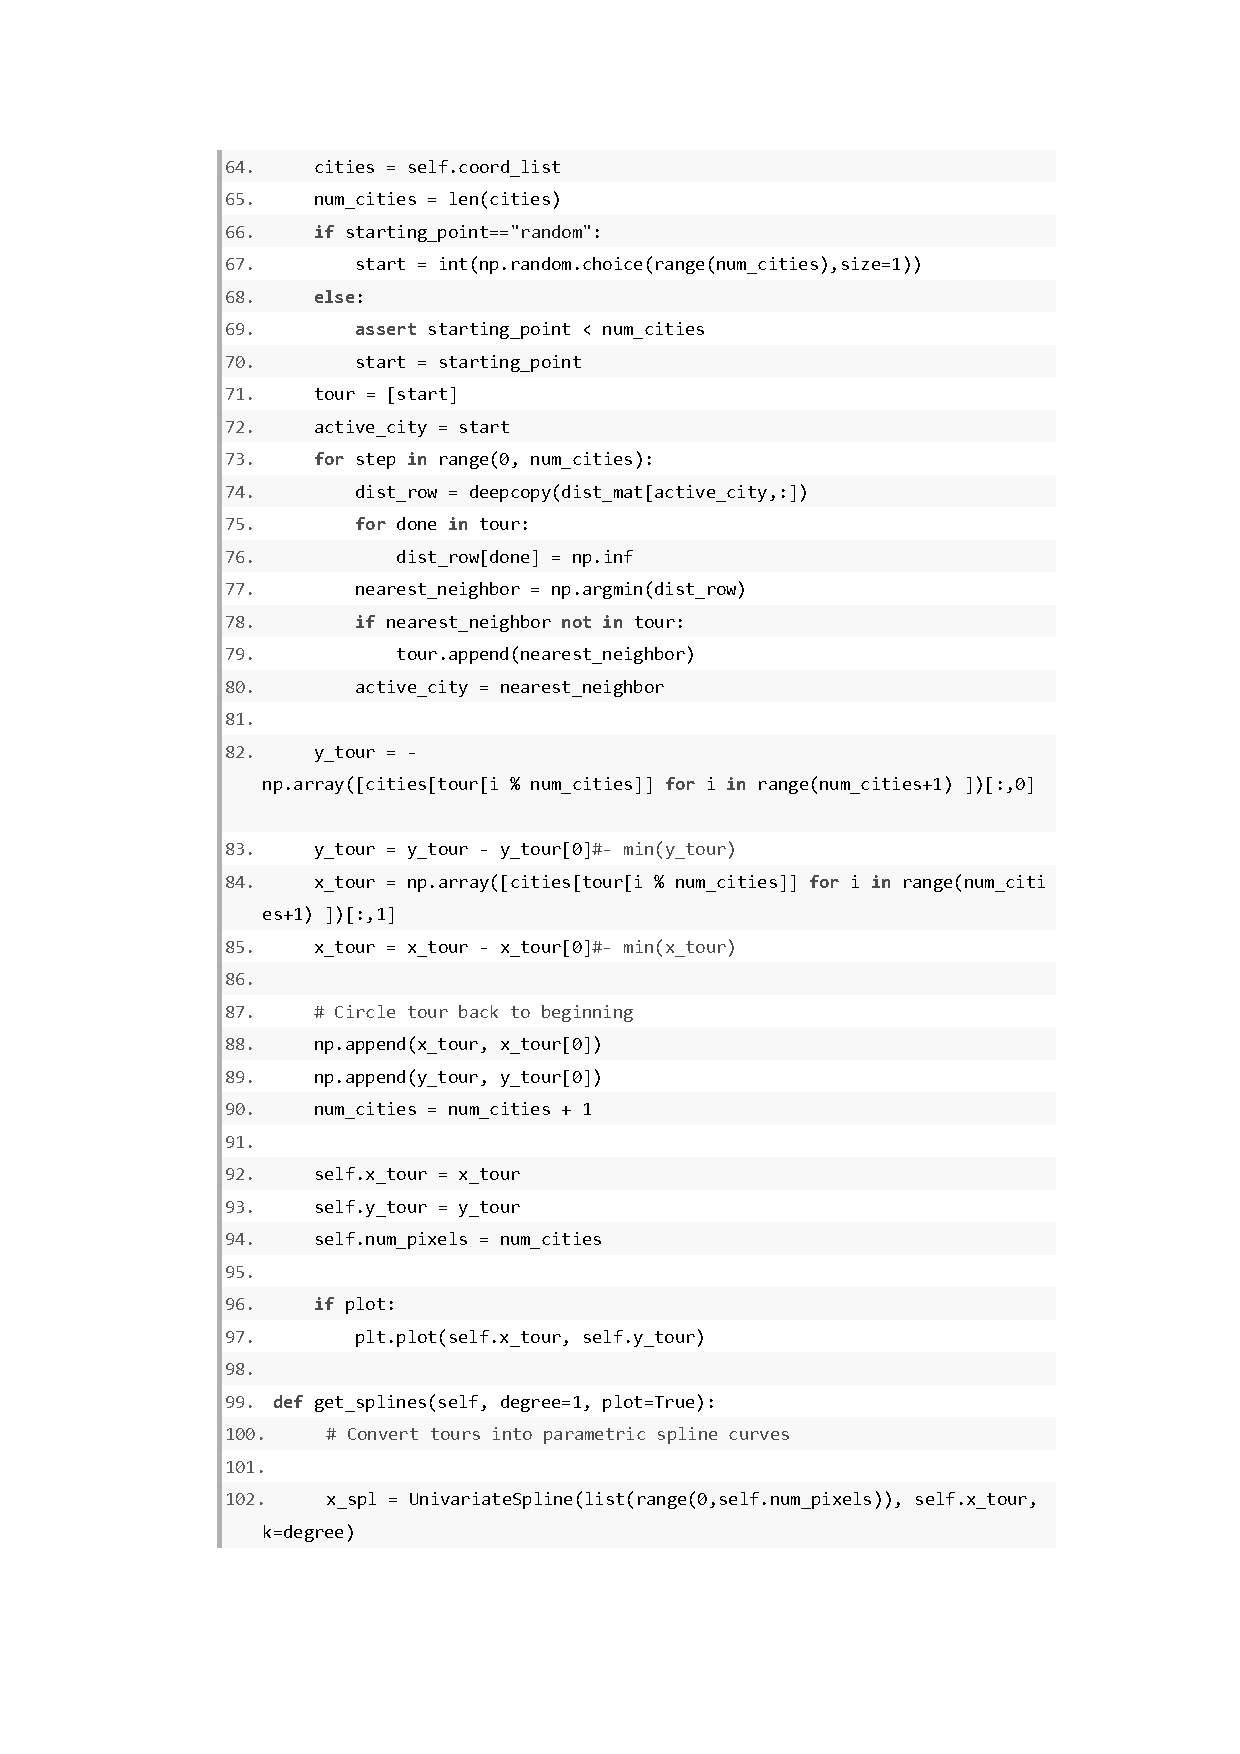 64.     cities = self.coord_list
65.     num_cities = len(cities)
66.     if starting_point=="random":
67.         start = int(np.random.choice(range(num_cities),size=1))
68.     else:
69.         assert starting_point < num_cities
70.         start = starting_point
71.     tour = [start]
72.     active_city = start
73.     for step in range(0, num_cities):
74.         dist_row = deepcopy(dist_mat[active_city,:])
75.         for done in tour:
76.             dist_row[done] = np.inf
77.         nearest_neighbor = np.argmin(dist_row)
78.         if nearest_neighbor not in tour:
79.             tour.append(nearest_neighbor)
80.         active_city = nearest_neighbor
81.
82.     y_tour = -
np.array([cities[tour[i % num_cities]] for i in range(num_cities+1) ])[:,0]
83.     y_tour = y_tour - y_tour[0]#- min(y_tour)
84.     x_tour = np.array([cities[tour[i % num_cities]] for i in range(num_citi
es+1) ])[:,1]
85.     x_tour = x_tour - x_tour[0]#- min(x_tour)
86.
87.     # Circle tour back to beginning
88.     np.append(x_tour, x_tour[0])
89.     np.append(y_tour, y_tour[0])
90.     num_cities = num_cities + 1
91.
92.     self.x_tour = x_tour
93.     self.y_tour = y_tour
94.     self.num_pixels = num_cities
95.
96.     if plot:
97.         plt.plot(self.x_tour, self.y_tour)
98.
99. def get_splines(self, degree=1, plot=True):
100.     # Convert tours into parametric spline curves
101.
102.     x_spl = UnivariateSpline(list(range(0,self.num_pixels)), self.x_tour,
k=degree)